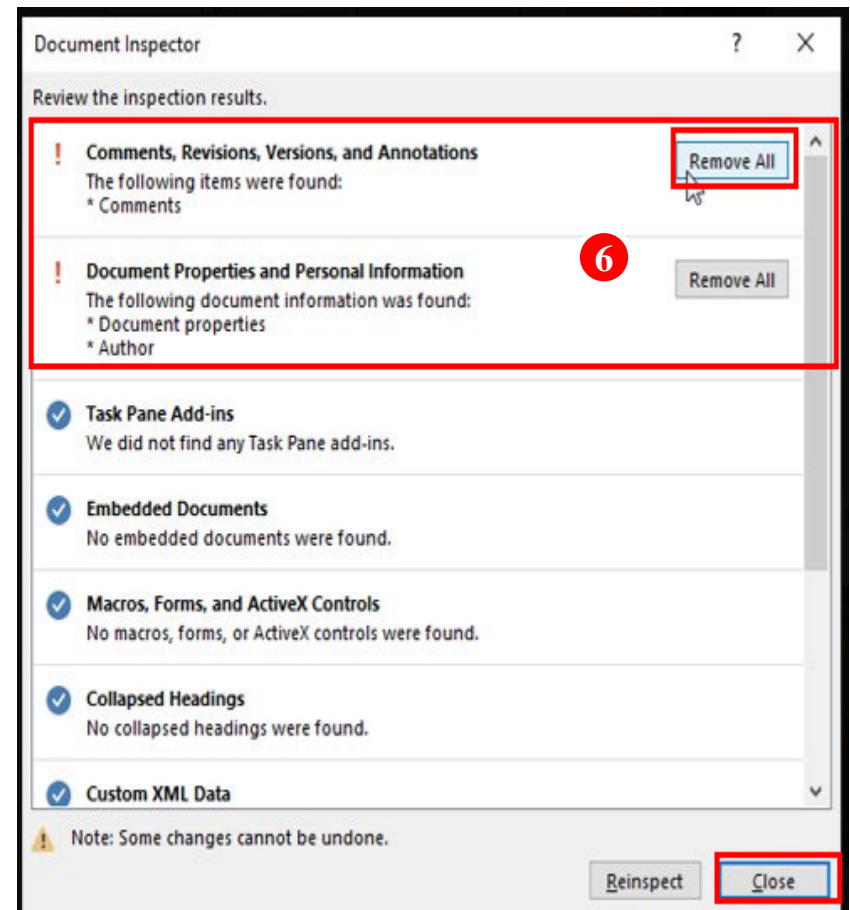 Document Inspector ?
Review the inspection results.
! Comments, Revisions, Versions, and Annotations
Remove All
The following items were found:
* Comments
6
! Document Properties and Personal Information
Remove All
The following document information was found:
* Document properties
* Author
Task Pane Add-ins
We did not find any Task Pane add-ins.
Embedded Documents
No embedded documents were found.
Macros, Forms, and ActiveX Controls
No macros, forms, or ActiveX controls were found.
Collapsed Headings
No collapsed headings were found.
Custom XML Data
! Note: Some changes cannot be undone.
Reinspect Close